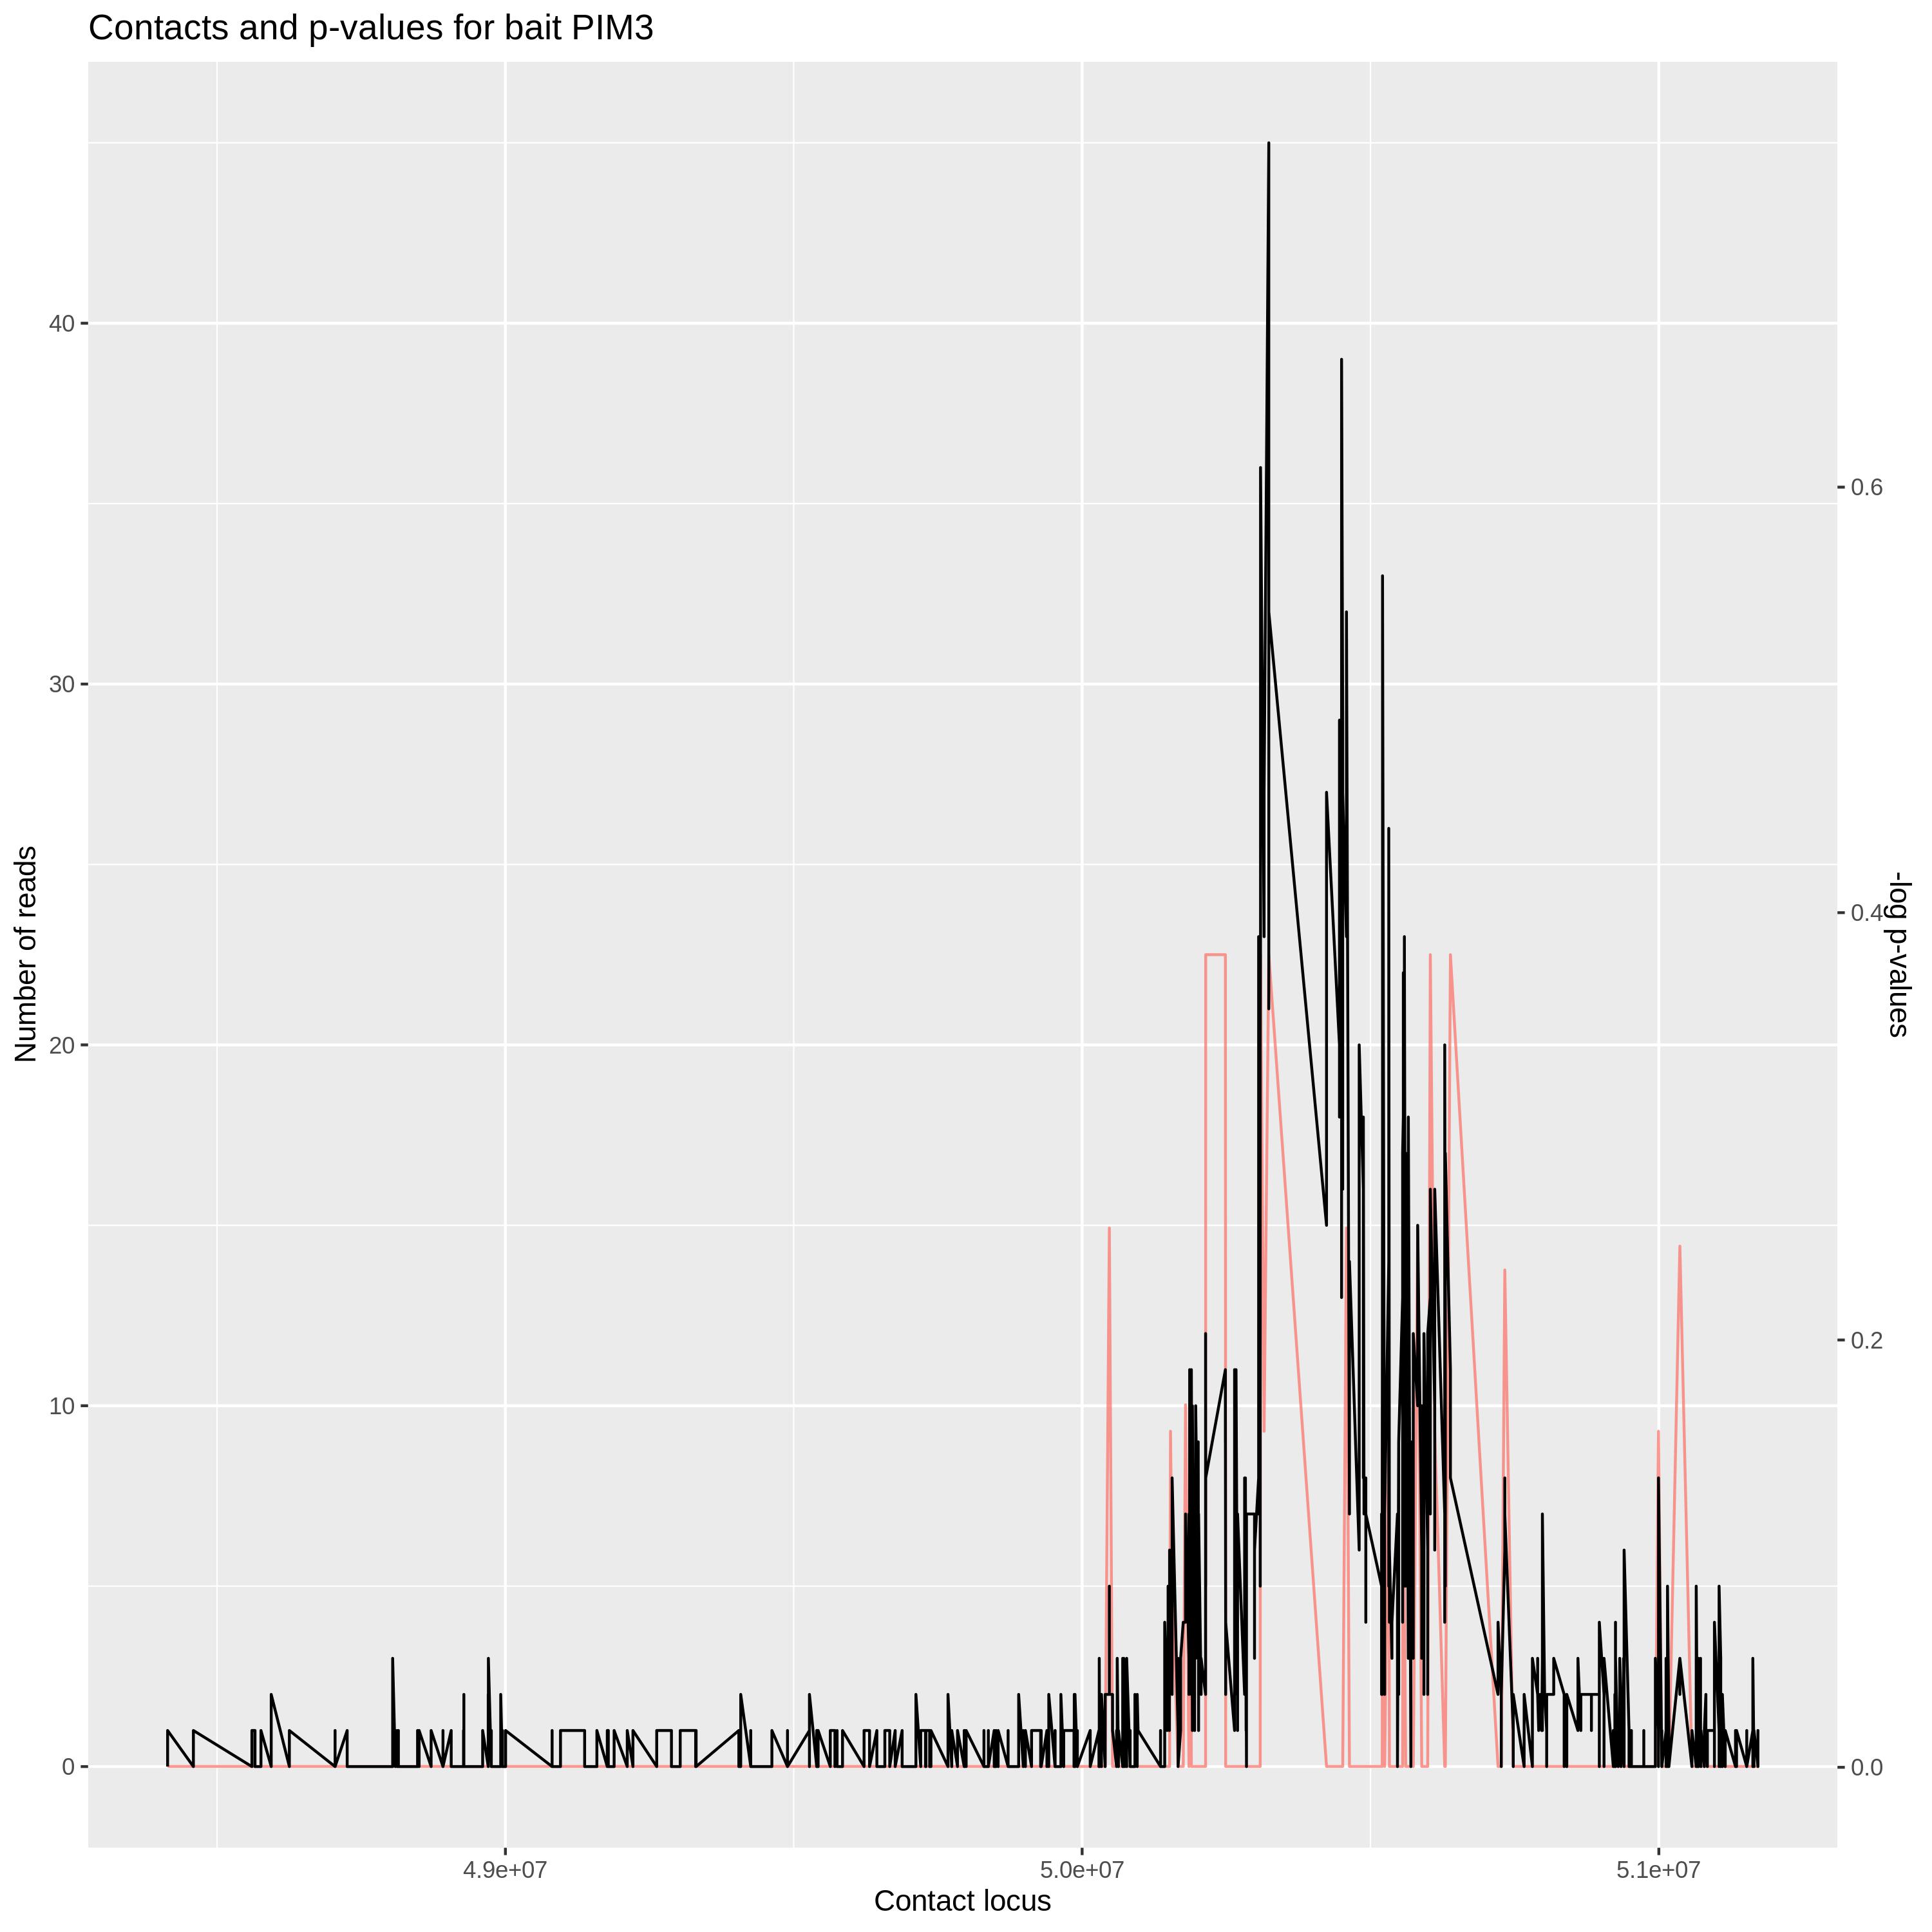 Contacts and p-values for bait PIM3
Number of reads
40
30
20
10
0
0.6
0.4
0.2
0.0
-log p-values
4.9e+07
5.0e+07
5.1e+07
Contact locus